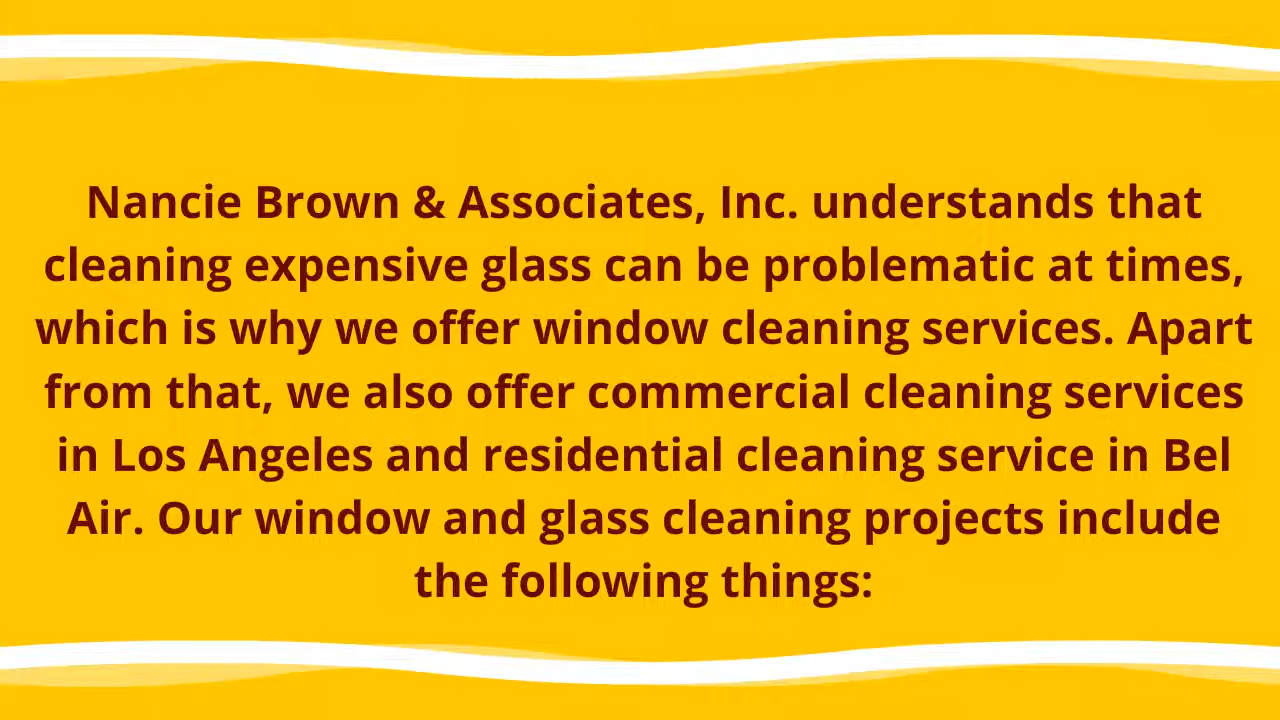 Nancie Brown & Associates, Inc. understands that
cleaning expensive glass can be problematic at times,
which is why we offer window cleaning services. Apart
from that, we also offer commercial cleaning services
in Los Angeles and residential cleaning service in Bel
Air. Our window and glass cleaning projects include
the following things: